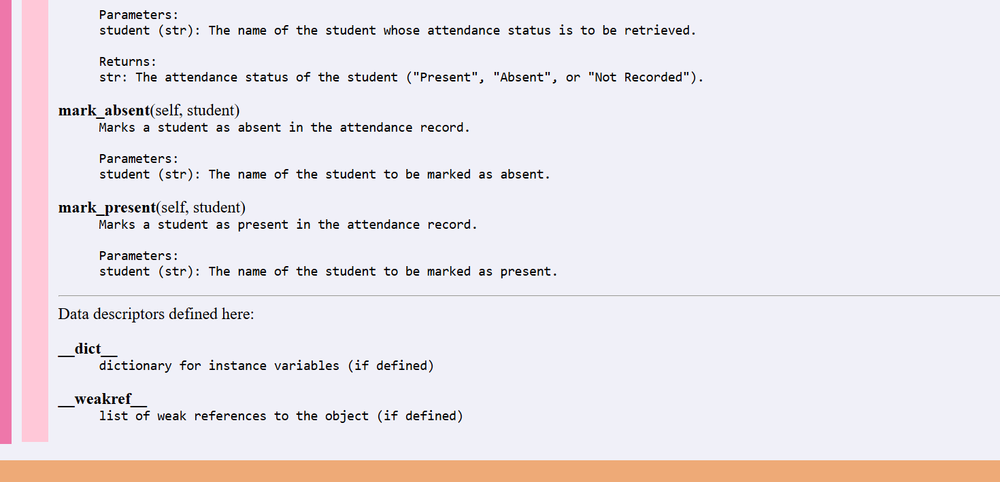 Parameters:
student (str): The name of the student whose attendance status is to be retrieved.
Returns:
str: The attendance status of the student ("Present", "Absent", or "Not Recorded").
mark_absent(self, student)
Marks a student as absent in the attendance record.
Parameters:
student (str): The name of the student to be marked as absent.
mark_present(self, student)
Marks a student as present in the attendance record.
Parameters:
student (str): The name of the student to be marked as present.
Data descriptors defined here:
__dict__
dictionary for instance variables (if defined)
__weakref__
list of weak references to the object (if defined)